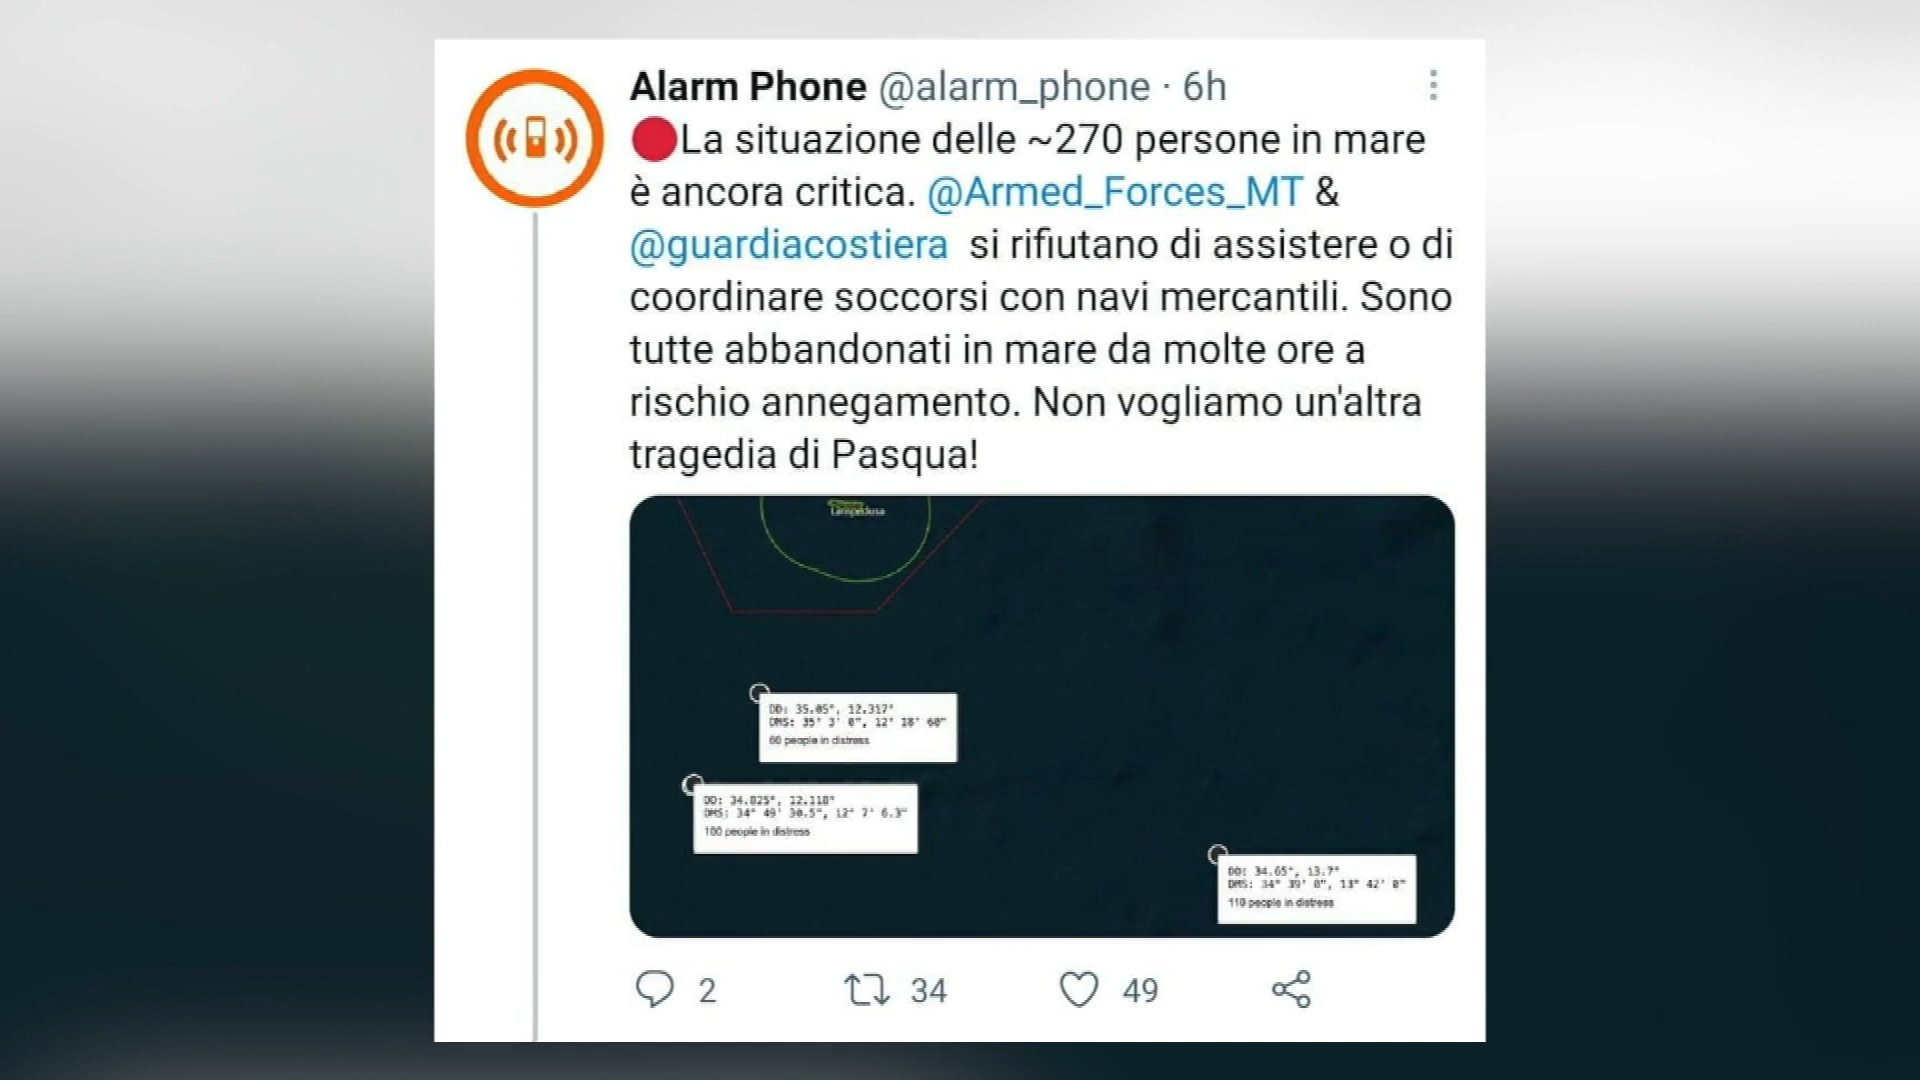 Alarm Phone @alarm_phone · 6h
La situazione delle ~270 persone in mare
è ancora critica. @Armed_Forces_MT &
@guardiacostiera si rifiutano di assistere o di
coordinare soccorsi con navi mercantili. Sono
tutte abbandonati in mare da molte ore a
rischio annegamento. Non vogliamo un'altra
tragedia di Pasqua!
Lampedusa
DD: 35.05°, 12.317°
DMS: 35° 3' 0", 12° 18' 60"
60 people in distress
DD: 34.825°, 12.118°
DMS: 34° 49' 30.5", 12° 7' 6.3"
100 people in distress
DD: 34.65°, 13.7°
DMS: 34° 39' 0", 13° 42' 0"
110 people in distress
2 34 49